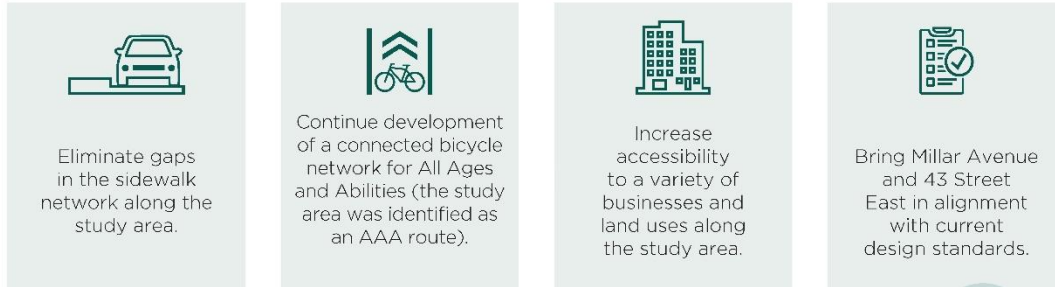 Eliminate gaps
in the sidewalk
network along the
study area.
Continue development
of a connected bicycle
network for All Ages
and Abilities (the study
area was identified as
an AAA route).
Increase
accessibility
to a variety of
businesses and
land uses along
the study area.
Bring Millar Avenue
and 43 Street
East in alignment
with current
design standards.